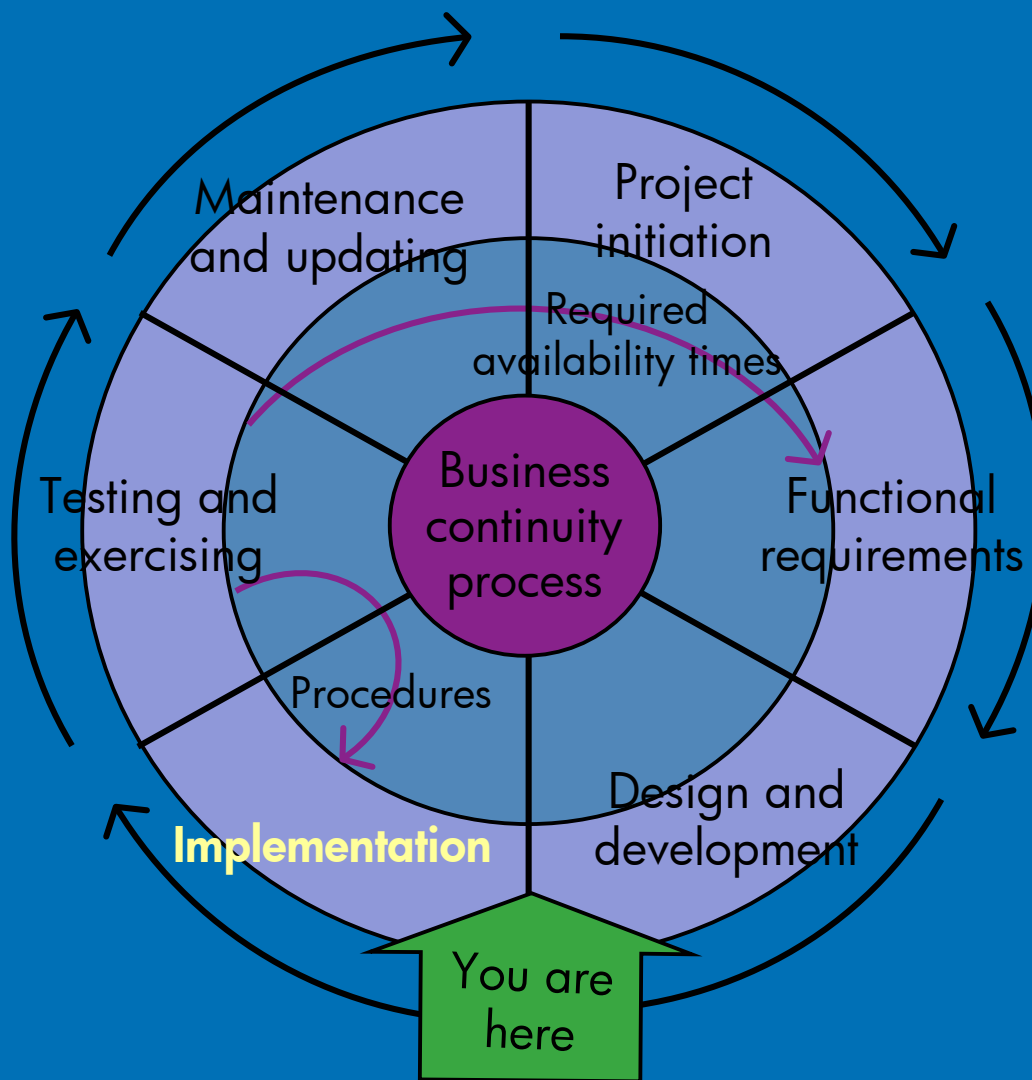 Maintenance
and updating
Project
initiation
Required
availability times
Business
continuity
process
Testing and
exercising
Functional
requirements
Procedures
Implementation
Design and
development
You are
here